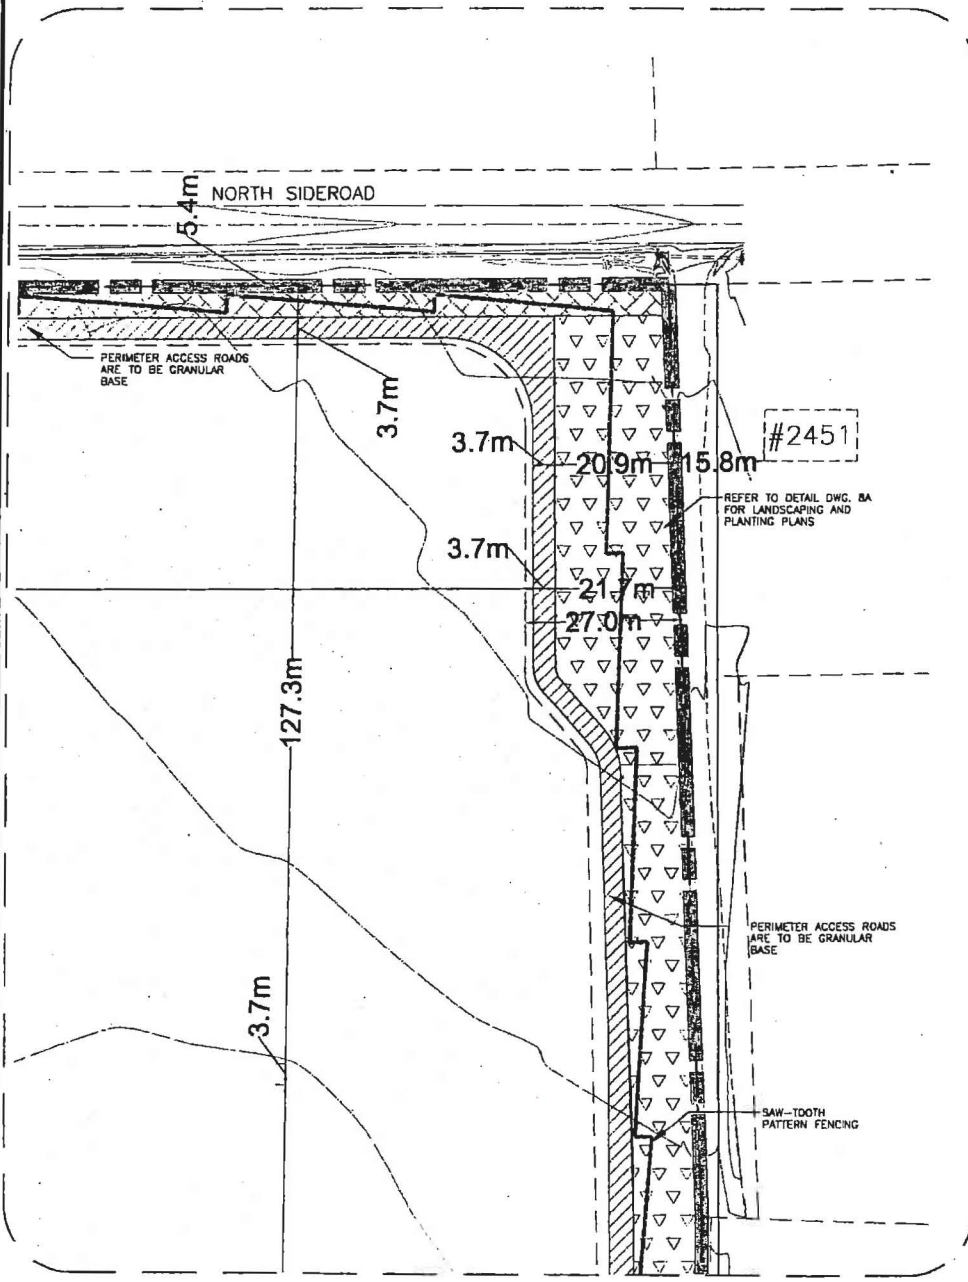 NORTH SIDEROAD
5.4m
PERIMETER ACCESS ROADS
ARE TO BE GRANULAR
BASE
3.7m
3.7m
20.9m
15.8m
#2451
REFER TO DETAIL DWG. 8A
FOR LANDSCAPING AND
PLANTING PLANS
3.7m
21.7m
27.0m
127.3m
PERIMETER ACCESS ROADS
ARE TO BE GRANULAR
BASE
3.7m
SAW-TOOTH
PATTERN FENCING